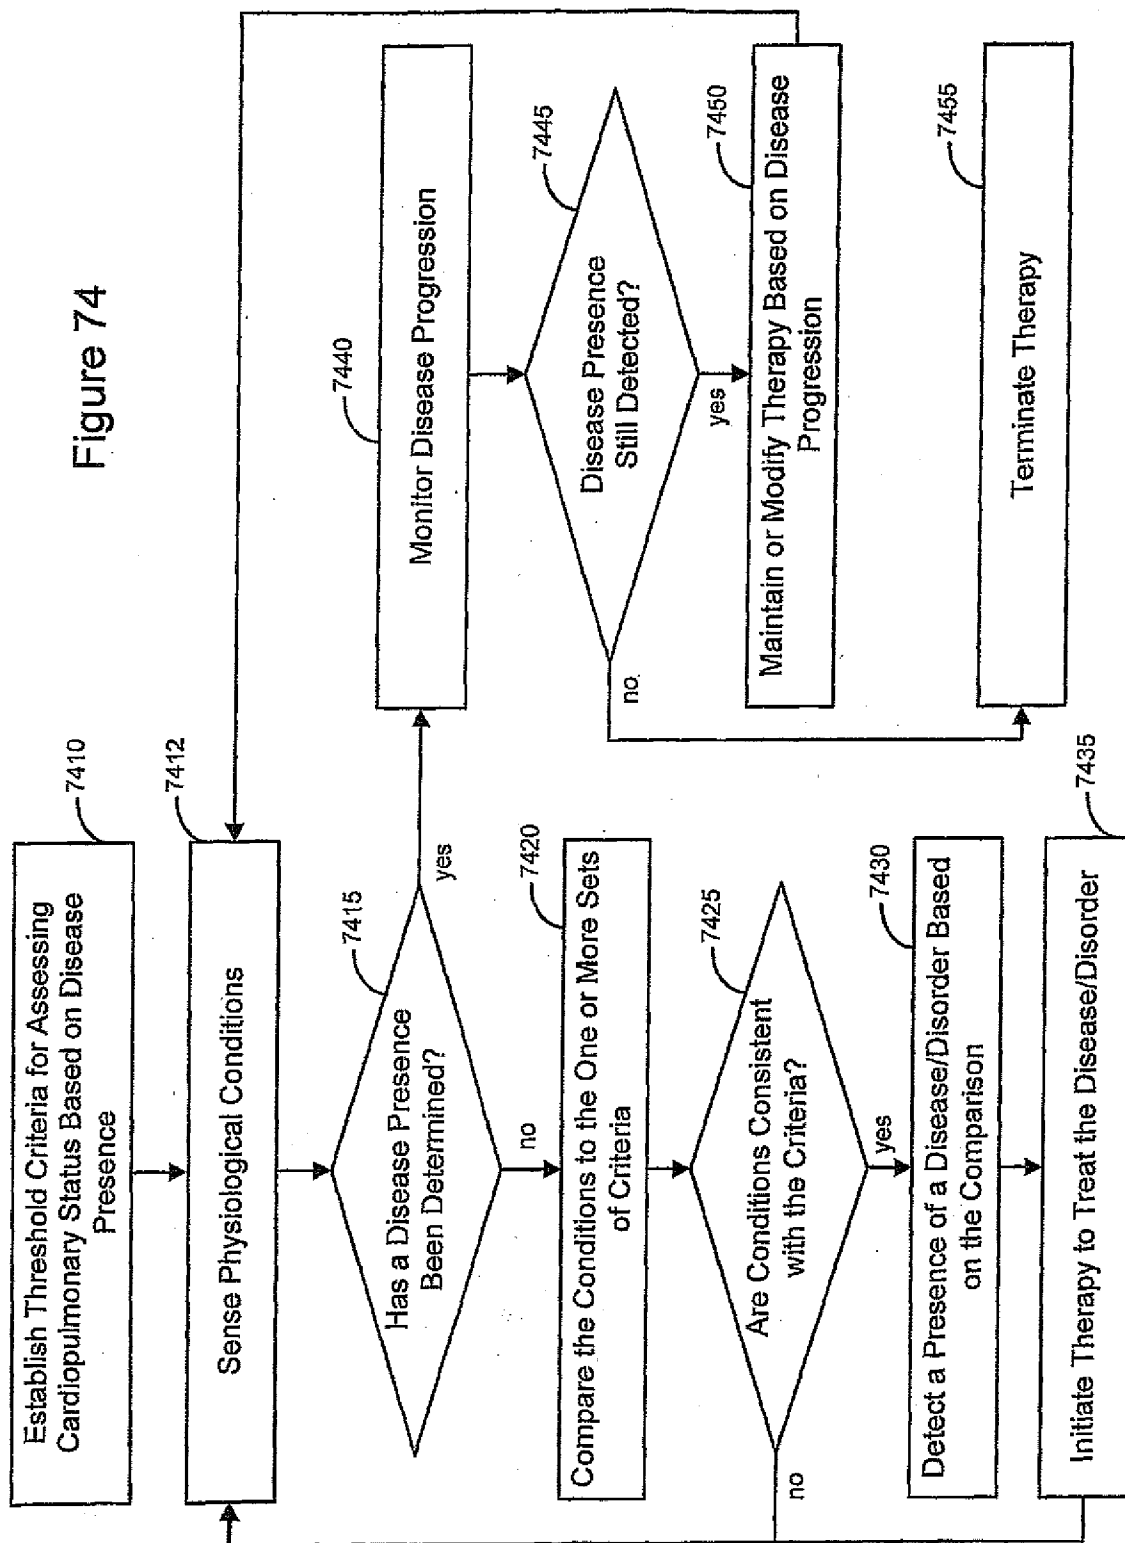 Figure 74
7410
Establish Threshold Criteria for Assessing
Cardiopulmonary Status Based on Disease
Presence
7412
Sense Physiological Conditions
7415
Has a Disease Presence
Been Determined?
yes
no
7420
Compare the Conditions to the One or More Sets
of Criteria
7425
Are Conditions Consistent
with the Criteria?
no
yes
7430
Detect a Presence of a Disease/Disorder Based
on the Comparison
7435
Initiate Therapy to Treat the Disease/Disorder
7440
Monitor Disease Progression
7445
Disease Presence
Still Detected?
no
yes
7450
Maintain or Modify Therapy Based on Disease
Progression
7455
Terminate Therapy